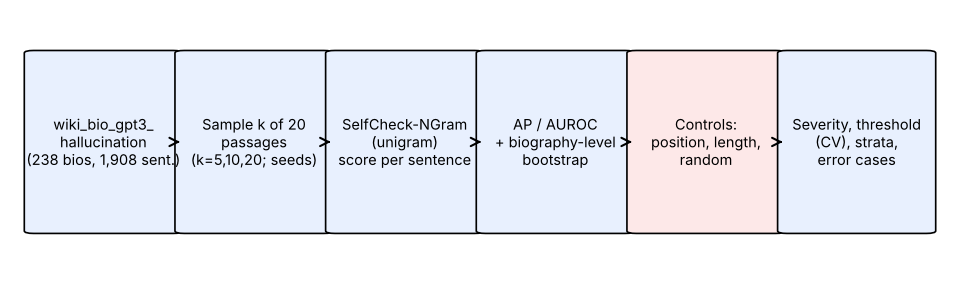 wiki_bio_gpt3_
hallucination
(238 bios, 1,908 sent.)
Sample k of 20
passages
(k=5,10,20; seeds)
SelfCheck-NGram
(unigram)
score per sentence
AP / AUROC
+ biography-level
bootstrap
Controls:
position, length,
random
Severity, threshold
(CV), strata,
error cases